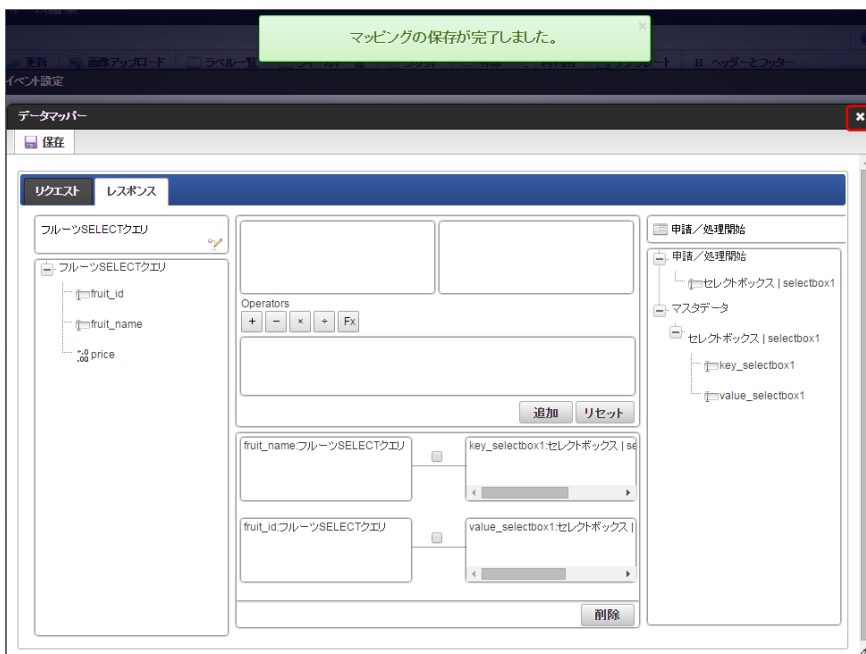 マッピングの保存が完了しました。
×
更新 画像アップロード ラベル一覧
H ヘッダーとフッター
イベント設定
データマッパー
保存
リクエスト レスポンス
フルーツSELECTクエリ
フルーツSELECTクエリ
fruit_id
fruit_name
price
Operators
+ − × ÷ Fx
追加 リセット
fruit_name:フルーツSELECTクエリ
key_selectbox1:セレクトボックス | se
fruit_id:フルーツSELECTクエリ
value_selectbox1:セレクトボックス |
削除
申請／処理開始
申請／処理開始
セレクトボックス | selectbox1
マスタデータ
セレクトボックス | selectbox1
key_selectbox1
value_selectbox1